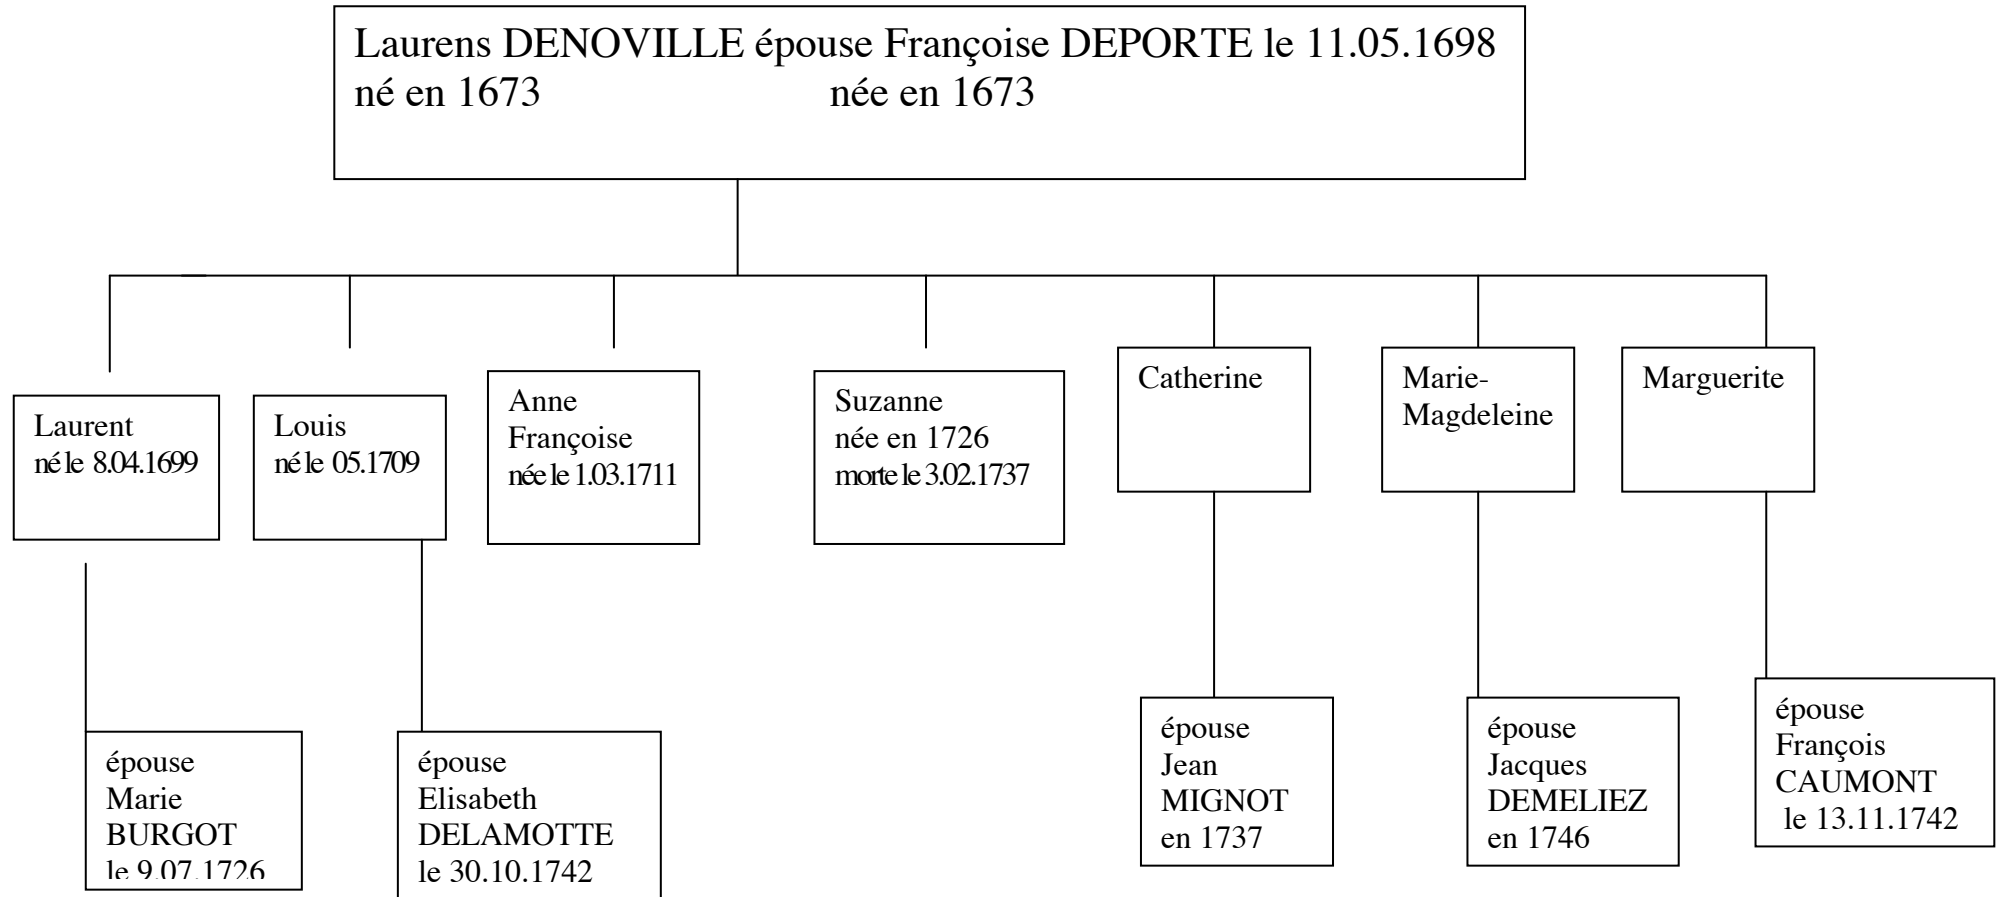 Laurens DENOVILLE épouse Françoise DEPORTE le 11.05.1698
né en 1673 née en 1673
Laurent
né le 8.04.1699
Louis
né le 05.1709
Anne
Françoise
née le 1.03.1711
Suzanne
née en 1726
morte le 3.02.1737
Catherine
Marie-
Magdeleine
Marguerite
épouse
Marie
BURGOT
le 9.07.1726
épouse
Elisabeth
DELAMOTTE
le 30.10.1742
épouse
Jean
MIGNOT
en 1737
épouse
Jacques
DEMELIEZ
en 1746
épouse
François
CAUMONT
le 13.11.1742